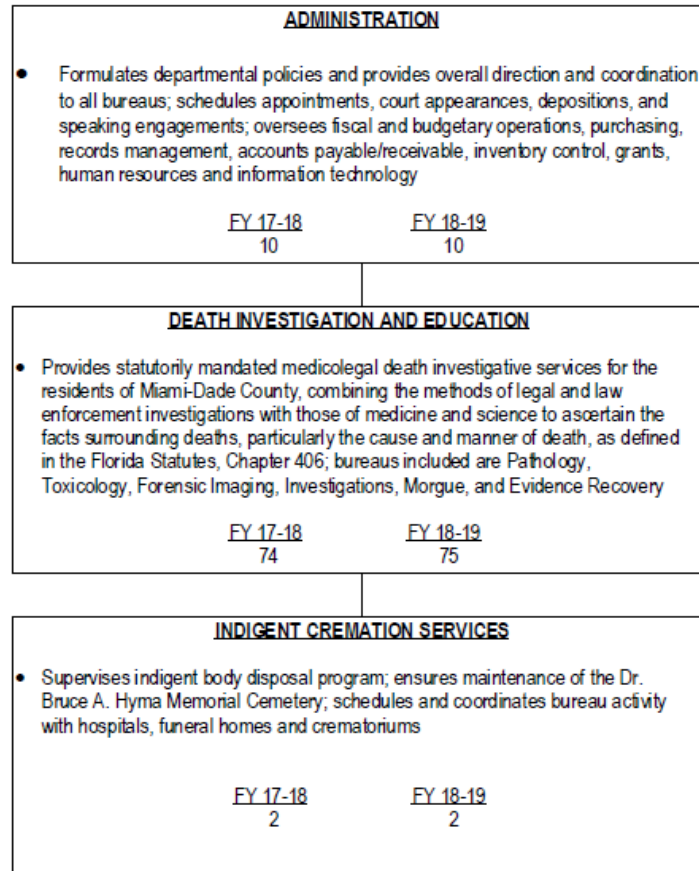 ADMINISTRATION
• Formulates departmental policies and provides overall direction and coordination
to all bureaus; schedules appointments, court appearances, depositions, and
speaking engagements; oversees fiscal and budgetary operations, purchasing,
records management, accounts payable/receivable, inventory control, grants,
human resources and information technology
FY 17-18 FY 18-19
10 10
DEATH INVESTIGATION AND EDUCATION
• Provides statutorily mandated medicolegal death investigative services for the
residents of Miami-Dade County, combining the methods of legal and law
enforcement investigations with those of medicine and science to ascertain the
facts surrounding deaths, particularly the cause and manner of death, as defined
in the Florida Statutes, Chapter 406; bureaus included are Pathology,
Toxicology, Forensic Imaging, Investigations, Morgue, and Evidence Recovery
FY 17-18 FY 18-19
74 75
INDIGENT CREMATION SERVICES
• Supervises indigent body disposal program; ensures maintenance of the Dr.
Bruce A. Hyma Memorial Cemetery; schedules and coordinates bureau activity
with hospitals, funeral homes and crematoriums
FY 17-18 FY 18-19
2 2